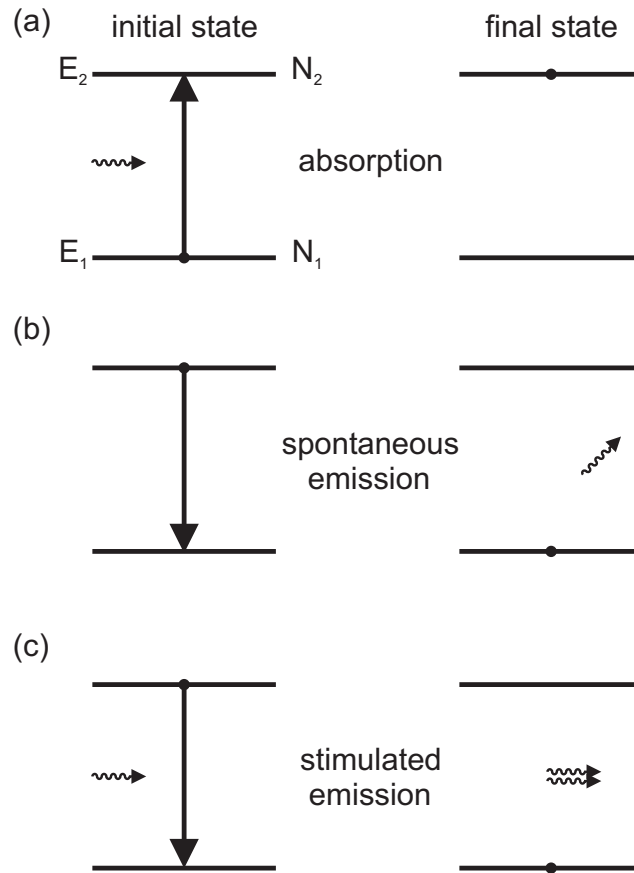 (a)
initial state
final state
E₂
N₂
absorption
E₁
N₁
(b)
spontaneous
emission
(c)
stimulated
emission